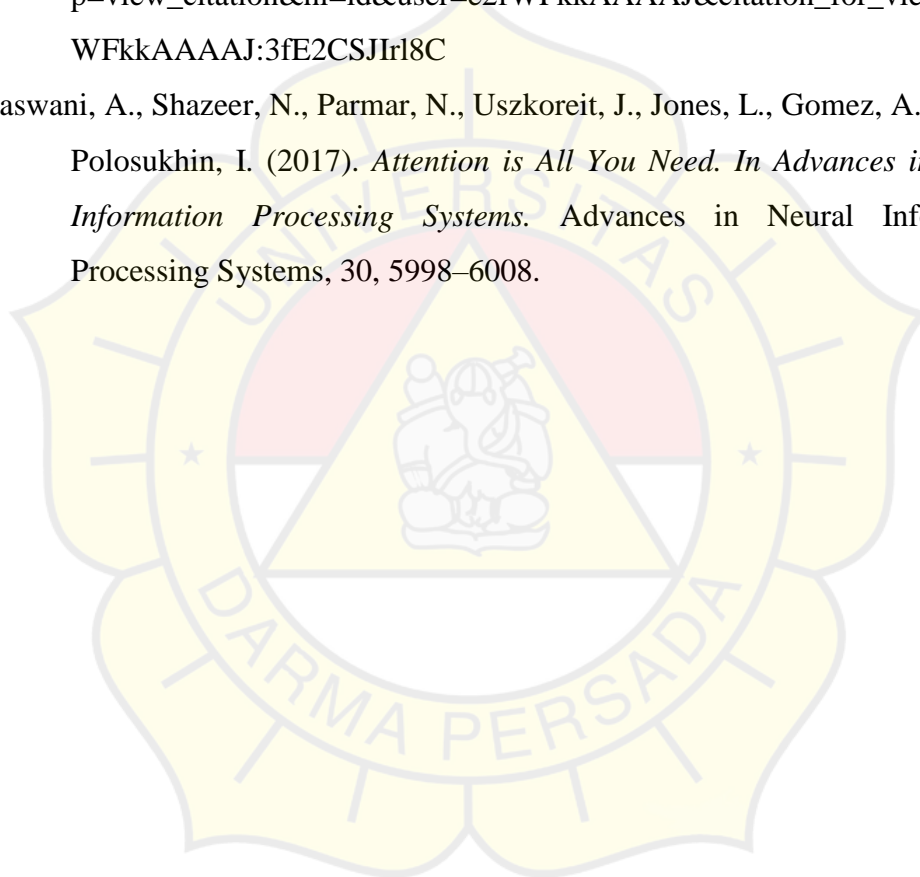 WFkkAAAAJ:3fE2CSJIrl8C
aswani, A., Shazeer, N., Parmar, N., Uszkoreit, J., Jones, L., Gomez, A.
Polosukhin, I. (2017). Attention is All You Need. In Advances i
Information Processing Systems. Advances in Neural Inf
Processing Systems, 30, 5998–6008.
UNIVERSITAS
DARMA PERSADA